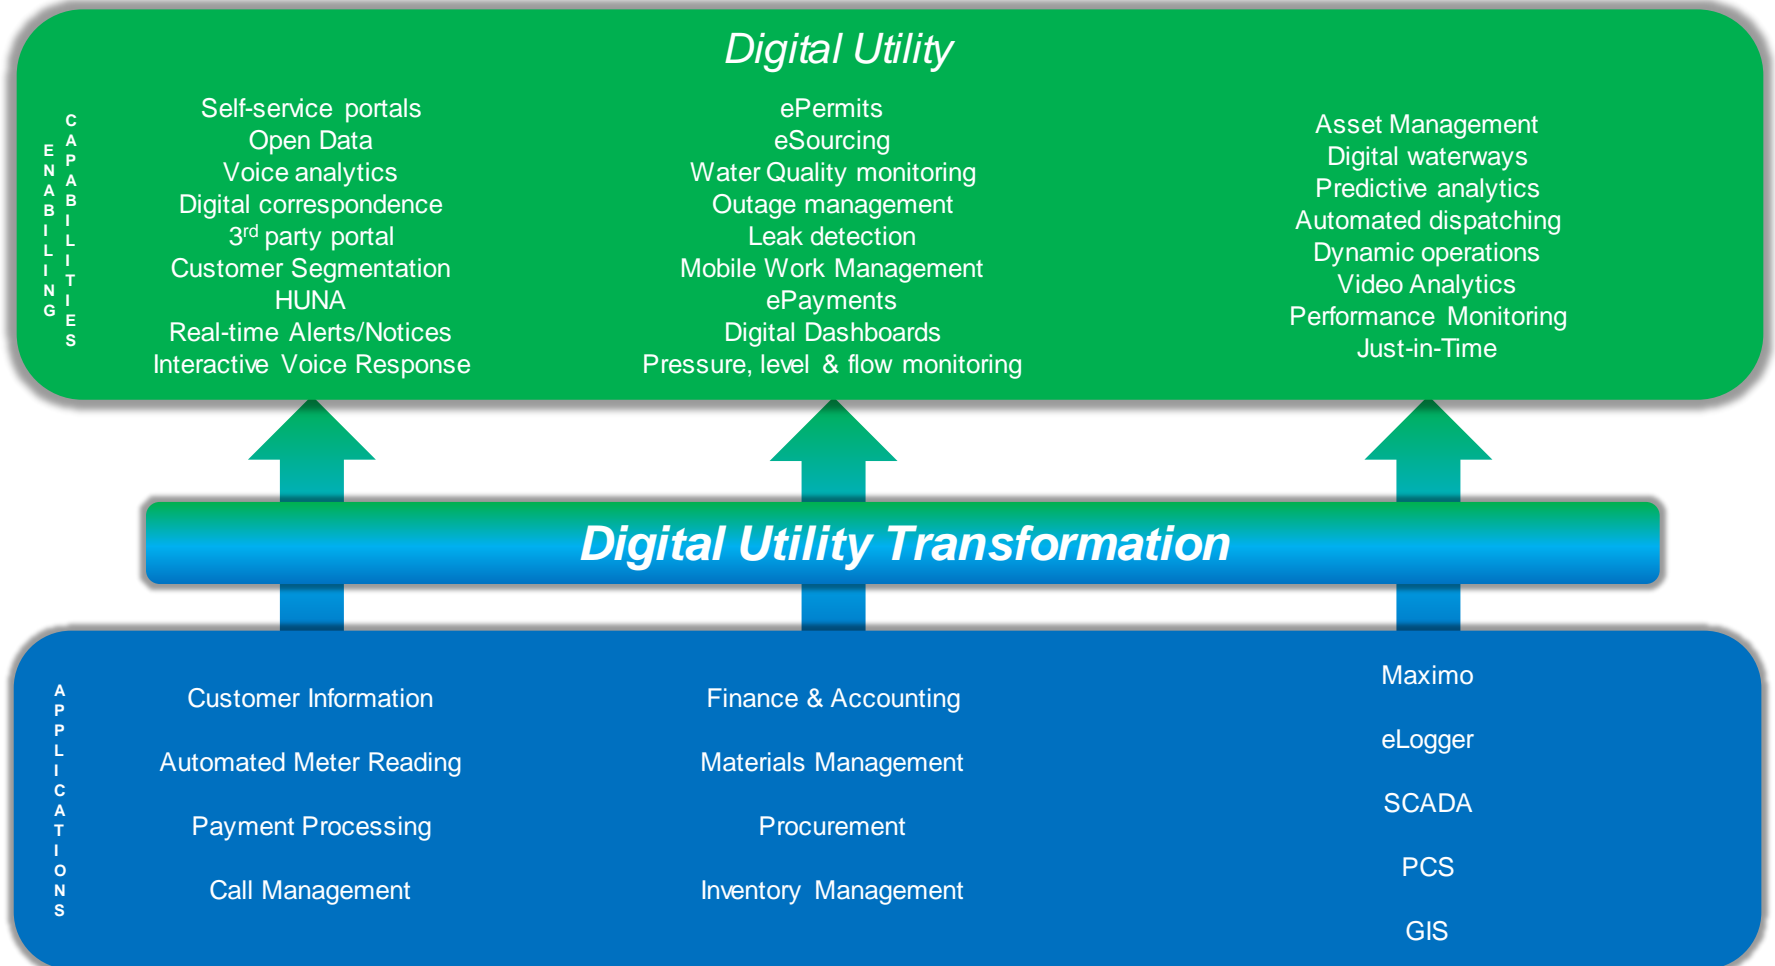 Digital Utility
ENABLING
CAPABILITIES
Self-service portals
Open Data
Voice analytics
Digital correspondence
3rd party portal
Customer Segmentation
HUNA
Real-time Alerts/Notices
Interactive Voice Response
ePermits
eSourcing
Water Quality monitoring
Outage management
Leak detection
Mobile Work Management
ePayments
Digital Dashboards
Pressure, level & flow monitoring
Asset Management
Digital waterways
Predictive analytics
Automated dispatching
Dynamic operations
Video Analytics
Performance Monitoring
Just-in-Time
Digital Utility Transformation
APPLICATIONS
Customer Information
Automated Meter Reading
Payment Processing
Call Management
Finance & Accounting
Materials Management
Procurement
Inventory Management
Maximo
eLogger
SCADA
PCS
GIS